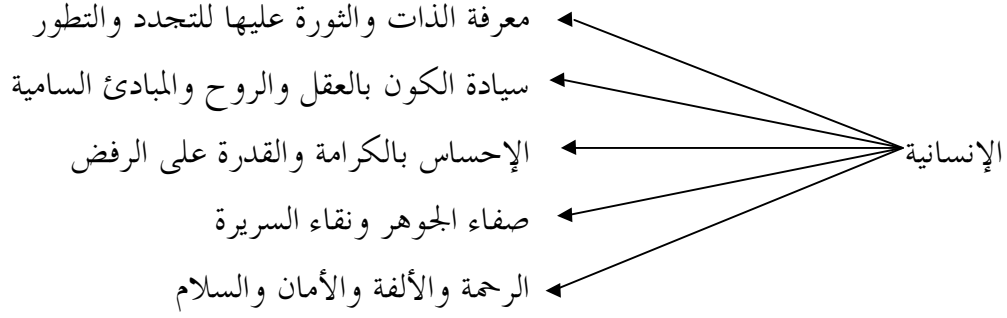 معرفة الذات والثورة عليها للتجدد والتطور
سيادة الكون بالعقل والروح والمبادئ السامية
الإنسانية
الإحساس بالكرامة والقدرة على الرفض
صفاء الجوهر ونقاء السريرة
الرحمة والألفة والأمان والسلام